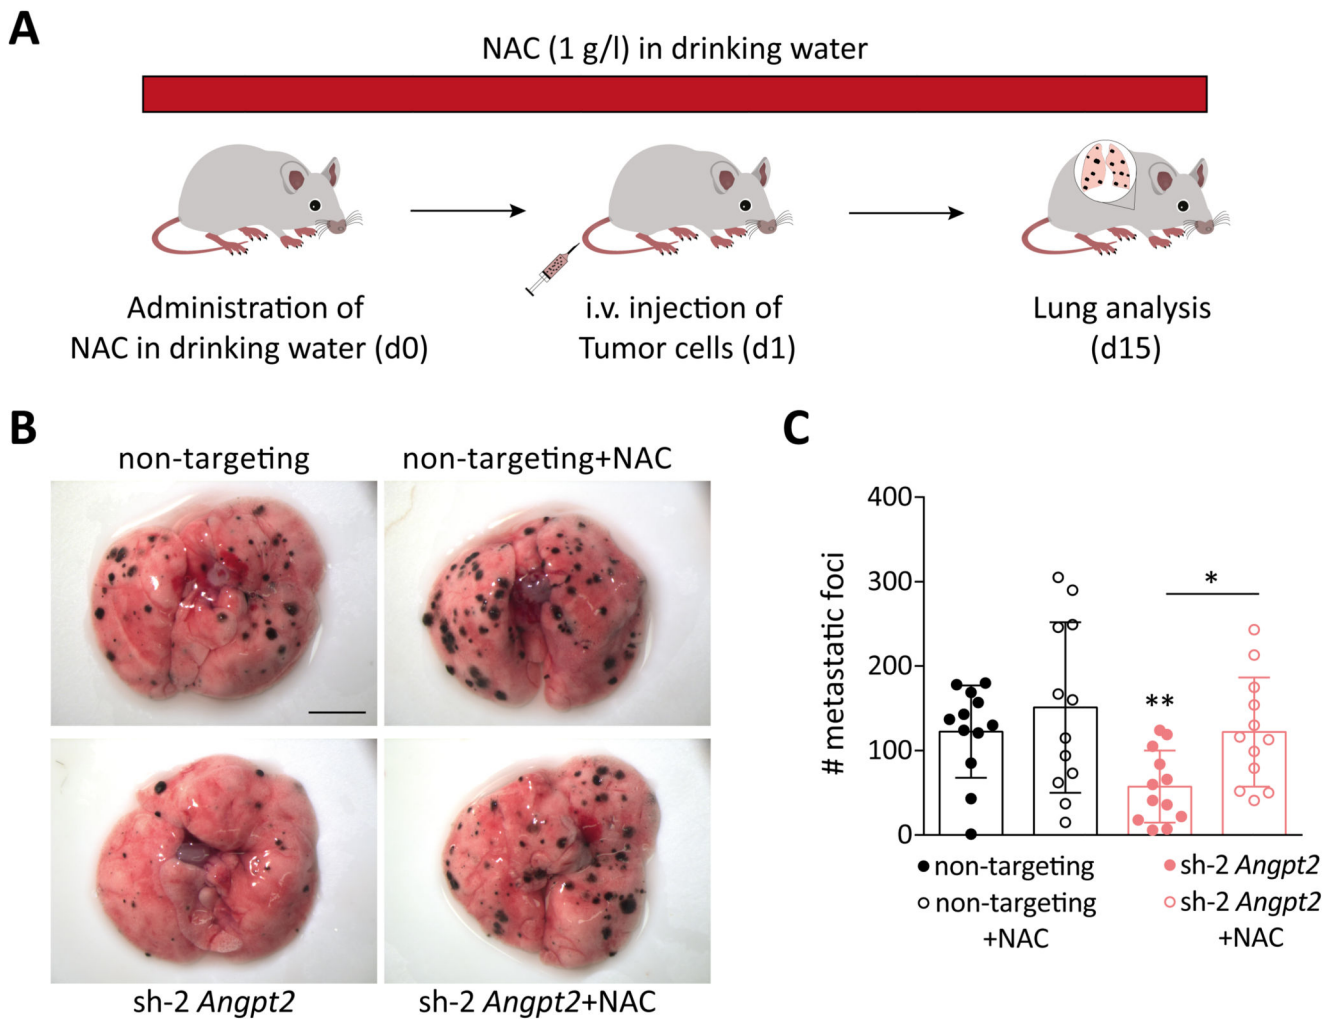 A
NAC (1 g/l) in drinking water
Administration of
NAC in drinking water (d0)
i.v. injection of
Tumor cells (d1)
Lung analysis
(d15)
B
non-targeting
non-targeting+NAC
sh-2 Angpt2
sh-2 Angpt2+NAC
C
# metastatic foci
400
300
200
100
0
*
**
non-targeting
non-targeting
+NAC
sh-2 Angpt2
sh-2 Angpt2
+NAC